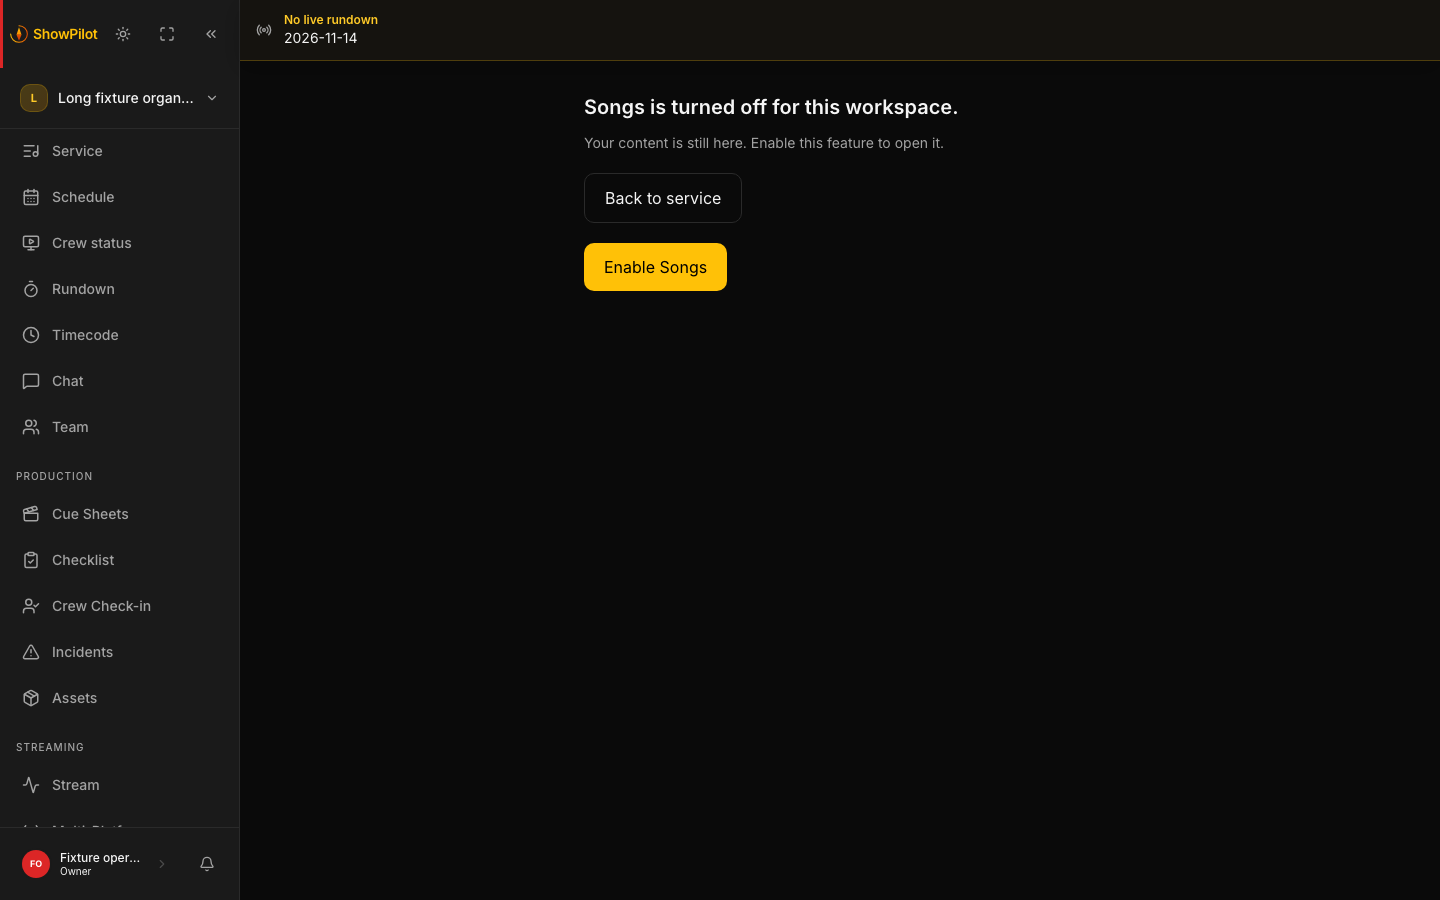 ShowPilot
L
Long fixture organ...
Service
Schedule
Crew status
Rundown
Timecode
Chat
Team
PRODUCTION
Cue Sheets
Checklist
Crew Check-in
Incidents
Assets
STREAMING
Stream
FO
Fixture oper...
Owner
No live rundown
2026-11-14
Songs is turned off for this workspace.
Your content is still here. Enable this feature to open it.
Back to service
Enable Songs